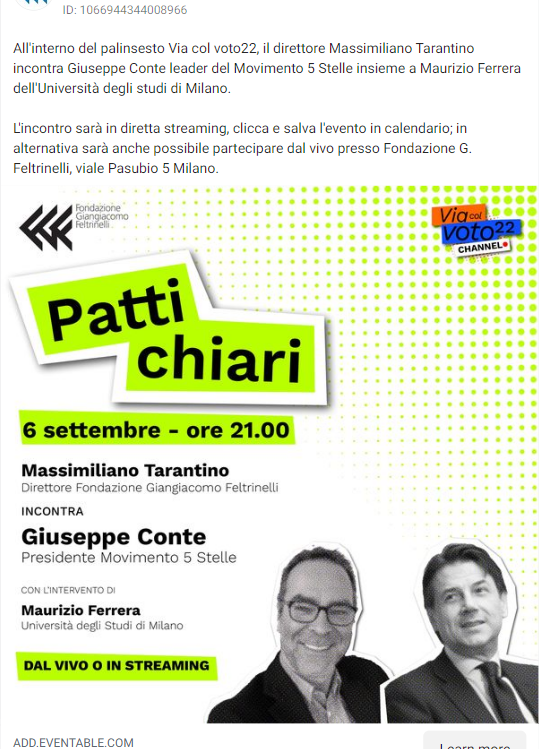 ID: 1066944344008966
All'interno del palinsesto Via col voto22, il direttore Massimiliano Tarantino
incontra Giuseppe Conte leader del Movimento 5 Stelle insieme a Maurizio Ferrera
dell'Università degli studi di Milano.
L'incontro sarà in diretta streaming, clicca e salva l'evento in calendario; in
alternativa sarà anche possibile partecipare dal vivo presso Fondazione G.
Feltrinelli, viale Pasubio 5 Milano.
Fondazione
Giangiacomo
Feltrinelli
Via col
voto22
CHANNEL
Patti
chiari
6 settembre - ore 21.00
Massimiliano Tarantino
Direttore Fondazione Giangiacomo Feltrinelli
INCONTRA
Giuseppe Conte
Presidente Movimento 5 Stelle
CON L'INTERVENTO DI
Maurizio Ferrera
Università degli Studi di Milano
DAL VIVO O IN STREAMING
ADD.EVENTABLE.COM
Learn more